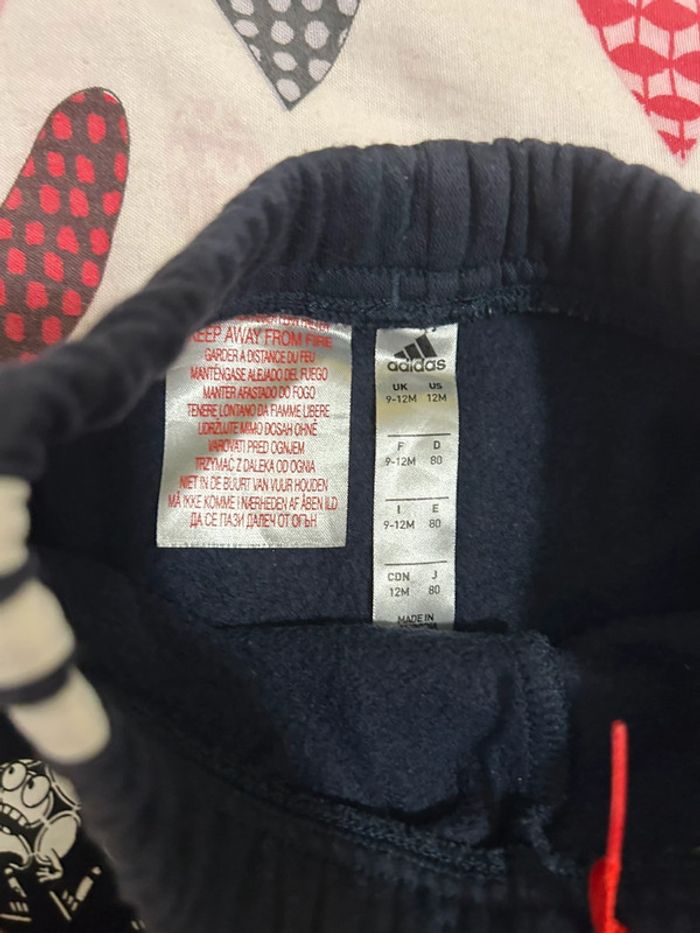 KEEP AWAY FROM FIRE
GARDER A DISTANCE DU FEU
MANTÉNGASE ALEJADO DEL FUEGO
MANTER AFASTADO DO FOGO
TENERE LONTANO DA FIAMME LIBERE
UDRŽUJTE MIMO DOSAH OHNĚ
VAROVATI PRED OGNJEM
TRZYMAĆ Z DALEKA OD OGNIA
NIET IN DE BUURT VAN VUUR HOUDEN
MÅ IKKE KOMME I NÆRHEDEN AF ÅBEN ILD
ДА СЕ ПАЗИ ДАЛЕЧ ОТ ОГЪН
adidas
UK US
9-12M 12M
F D
9-12M 80
I E
9-12M 80
CDN J
12M 80
MADE IN